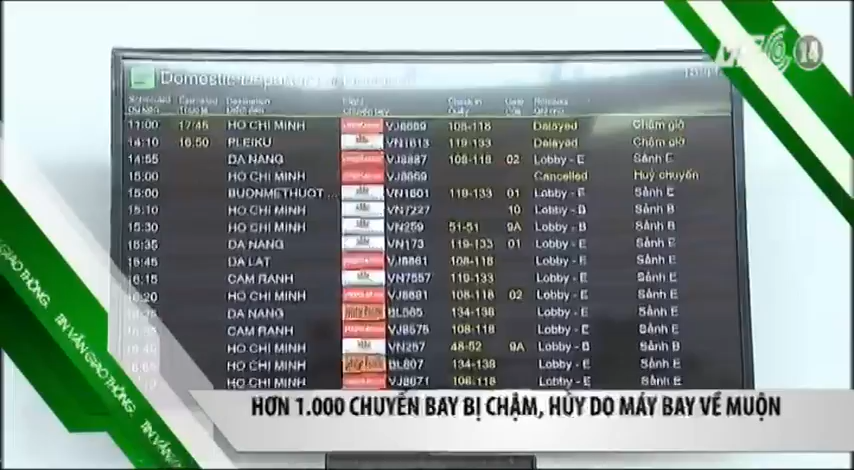 14
Domestic
11:00 17:45 HO CHI MINH VJ8669 108-118 Delayed Chậm giờ
14:10 16:50 PLEIKU VN1613 119-133 Delayed Chậm giờ
14:55 DA NANG VJ8887 108-118 02 Lobby - E Sảnh E
15:00 HO CHI MINH VJ8669 Cancelled Huỷ chuyến
15:00 BUONMETHUOT ... VN1601 119-133 01 Lobby - E Sảnh E
15:10 HO CHI MINH VN7227 10 Lobby - B Sảnh B
15:30 HO CHI MINH VN259 51-51 9A Lobby - B Sảnh B
15:35 DA NANG VN173 119-133 01 Lobby - E Sảnh E
DA LAT VJ8661 108-118 Lobby - E Sảnh E
16:15 CAM RANH VN7557 119-133 Lobby - E Sảnh E
16:20 HO CHI MINH VJ8681 108-118 02 Lobby - E Sảnh E
DA NANG BL565 134-138 Lobby - E Sảnh E
CAM RANH VJ8575 108-118 Lobby - E Sảnh E
HO CHI MINH VN257 48-52 9A Lobby - B Sảnh B
HO CHI MINH BL807 134-138 Lobby - E Sảnh E
HO CHI MINH VJ8671 108-118 Lobby - E Sảnh E
GIAO THÔNG
TIN VẮN GIAO THÔNG
TIN VẮN
HƠN 1.000 CHUYẾN BAY BỊ CHẬM, HỦY DO MÁY BAY VỀ MUỘN